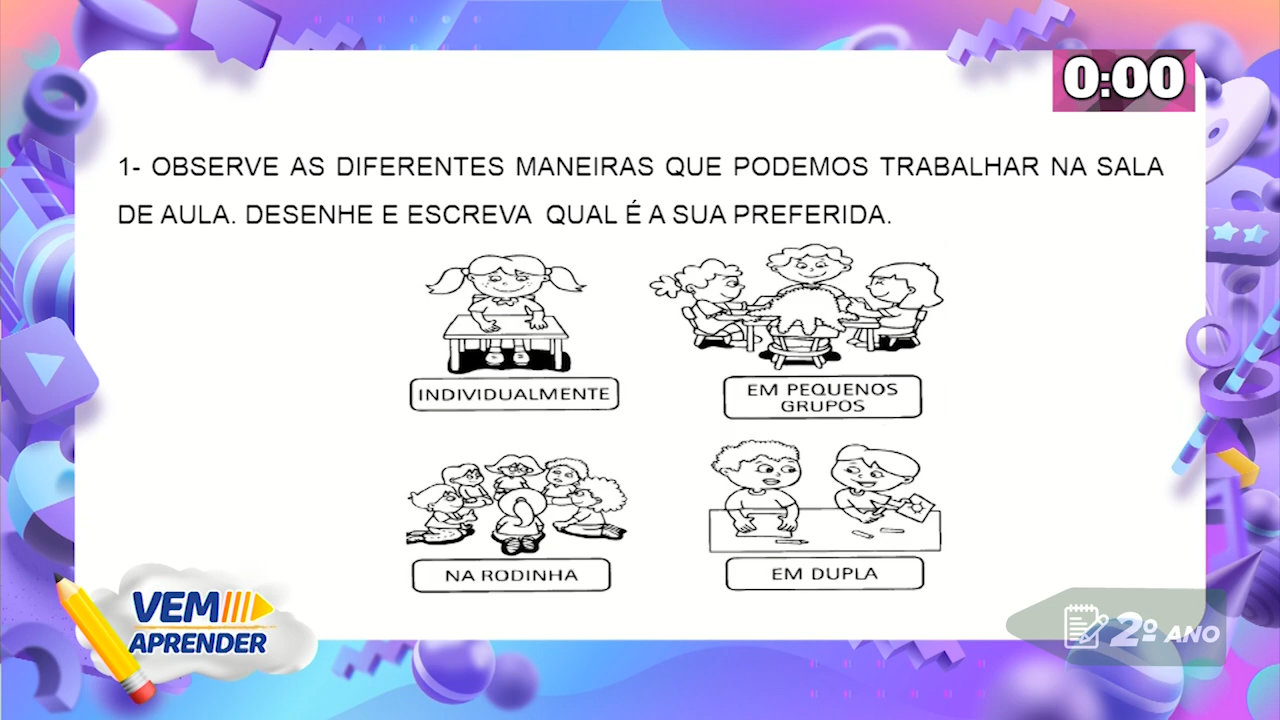 0:00
1- OBSERVE AS DIFERENTES MANEIRAS QUE PODEMOS TRABALHAR NA SALA
DE AULA. DESENHE E ESCREVA QUAL É A SUA PREFERIDA.
INDIVIDUALMENTE
EM PEQUENOS
GRUPOS
NA RODINHA
EM DUPLA
VEM
APRENDER
2º ANO